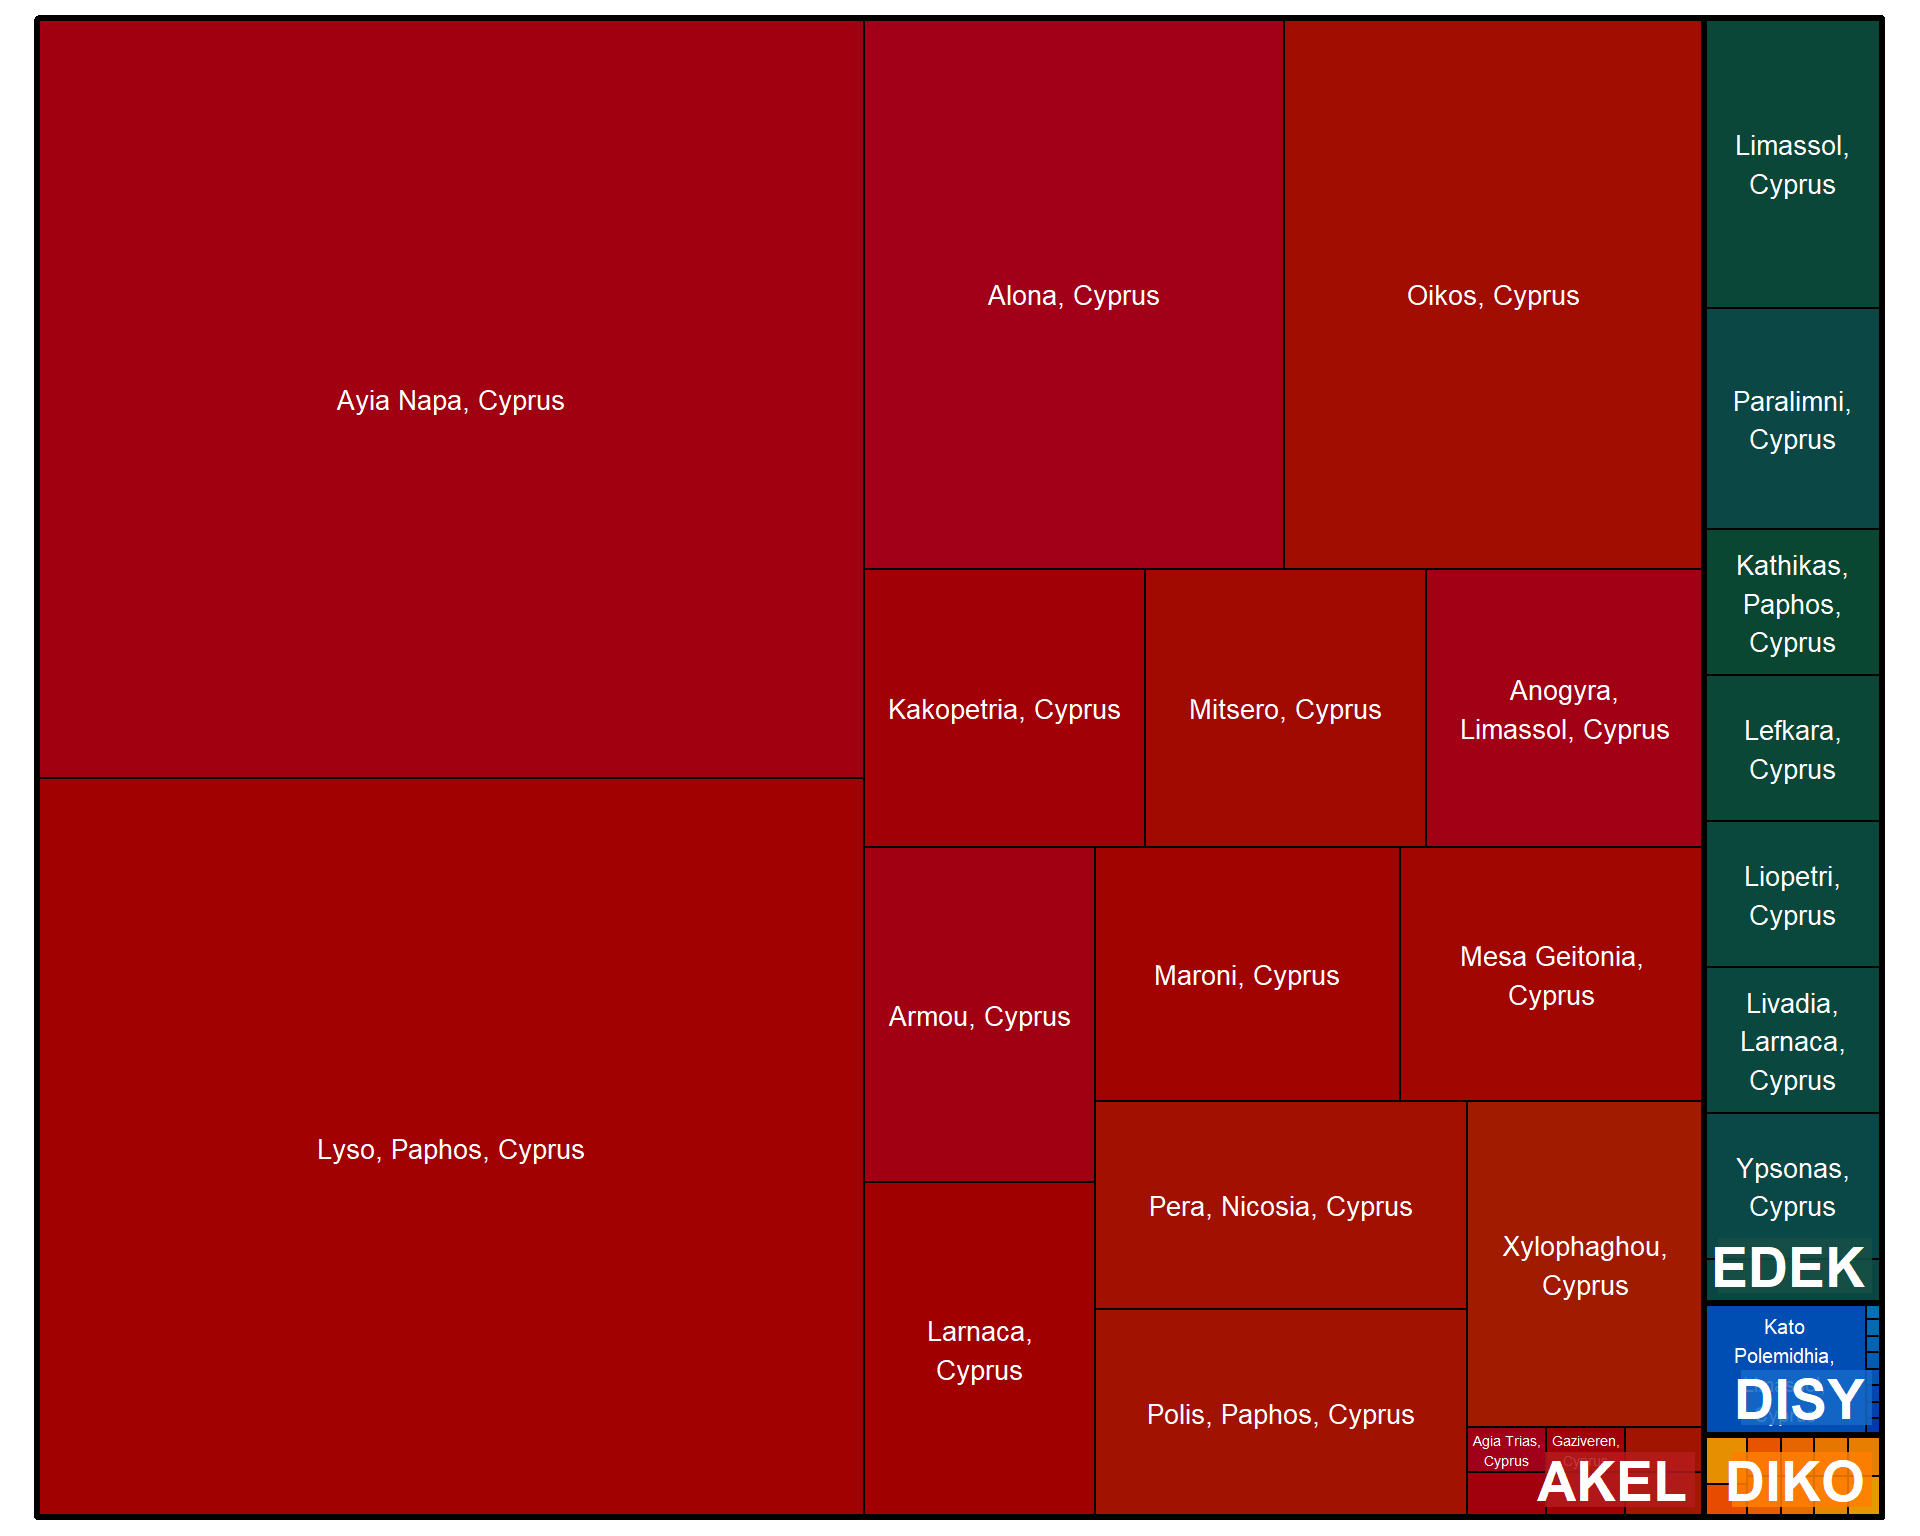 Ayia Napa, Cyprus
Lyso, Paphos, Cyprus
Alona, Cyprus
Oikos, Cyprus
Kakopetria, Cyprus
Mitsero, Cyprus
Anogyra,
Limassol, Cyprus
Armou, Cyprus
Larnaca,
Cyprus
Maroni, Cyprus
Mesa Geitonia,
Cyprus
Pera, Nicosia, Cyprus
Polis, Paphos, Cyprus
Xylophaghou,
Cyprus
Agia Trias,
Cyprus
Gaziveren,
AKEL
Limassol,
Cyprus
Paralimni,
Cyprus
Kathikas,
Paphos,
Cyprus
Lefkara,
Cyprus
Liopetri,
Cyprus
Livadia,
Larnaca,
Cyprus
Ypsonas,
Cyprus
EDEK
Kato
Polemidhia,
DISY
DIKO